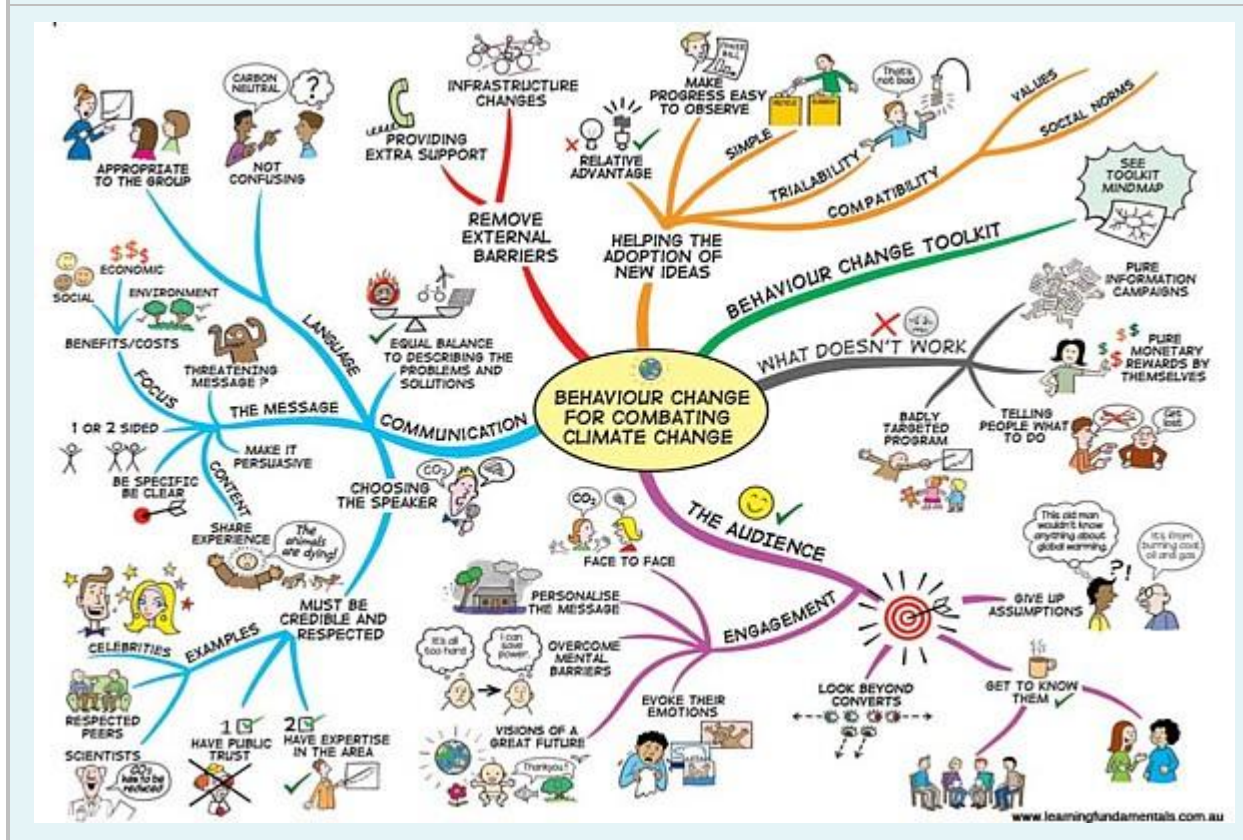 BEHAVIOUR CHANGE
FOR COMBATING
CLIMATE CHANGE
REMOVE
EXTERNAL
BARRIERS
PROVIDING
EXTRA SUPPORT
INFRASTRUCTURE
CHANGES
HELPING THE
ADOPTION OF
NEW IDEAS
RELATIVE
ADVANTAGE
MAKE
PROGRESS EASY
TO OBSERVE
POWER
BILL
SIMPLE
RECYCLE
TRIALABILITY
That's
not bad
COMPATIBILITY
VALUES
SOCIAL NORMS
BEHAVIOUR CHANGE TOOLKIT
SEE
TOOLKIT
MINDMAP
WHAT DOESN'T WORK
PURE
INFORMATION
CAMPAIGNS
$ $
$ $
PURE
MONETARY
REWARDS BY
THEMSELVES
TELLING
PEOPLE WHAT
TO DO
Get
lost
BADLY
TARGETED
PROGRAM
THE AUDIENCE
GIVE UP
ASSUMPTIONS
This old man
wouldn't know
anything about
global warming.
?!
It's from
burning coal,
oil and gas
GET TO KNOW
THEM
LOOK BEYOND
CONVERTS
ENGAGEMENT
FACE TO FACE
CO₂
PERSONALISE
THE MESSAGE
OVERCOME
MENTAL
BARRIERS
It's all
too hard
I can
save
power.
EVOKE THEIR
EMOTIONS
VISIONS OF A
GREAT FUTURE
Thankyou!!
COMMUNICATION
EQUAL BALANCE
TO DESCRIBING THE
PROBLEMS AND
SOLUTIONS
LANGUAGE
APPROPRIATE
TO THE GROUP
NOT
CONFUSING
CARBON
NEUTRAL
?
THE MESSAGE
FOCUS
BENEFITS/COSTS
SOCIAL
$$$
ECONOMIC
ENVIRONMENT
THREATENING
MESSAGE ?
1 OR 2 SIDED
MAKE IT
PERSUASIVE
BE SPECIFIC
BE CLEAR
CONTENT
SHARE
EXPERIENCE
The
animals
are dying!
CHOOSING
THE SPEAKER
CO₂
MUST BE
CREDIBLE AND
RESPECTED
EXAMPLES
CELEBRITIES
RESPECTED
PEERS
SCIENTISTS
CO₂
has to be
reduced
1
HAVE PUBLIC
TRUST
2
HAVE EXPERTISE
IN THE AREA
www.learningfundamentals.com.au